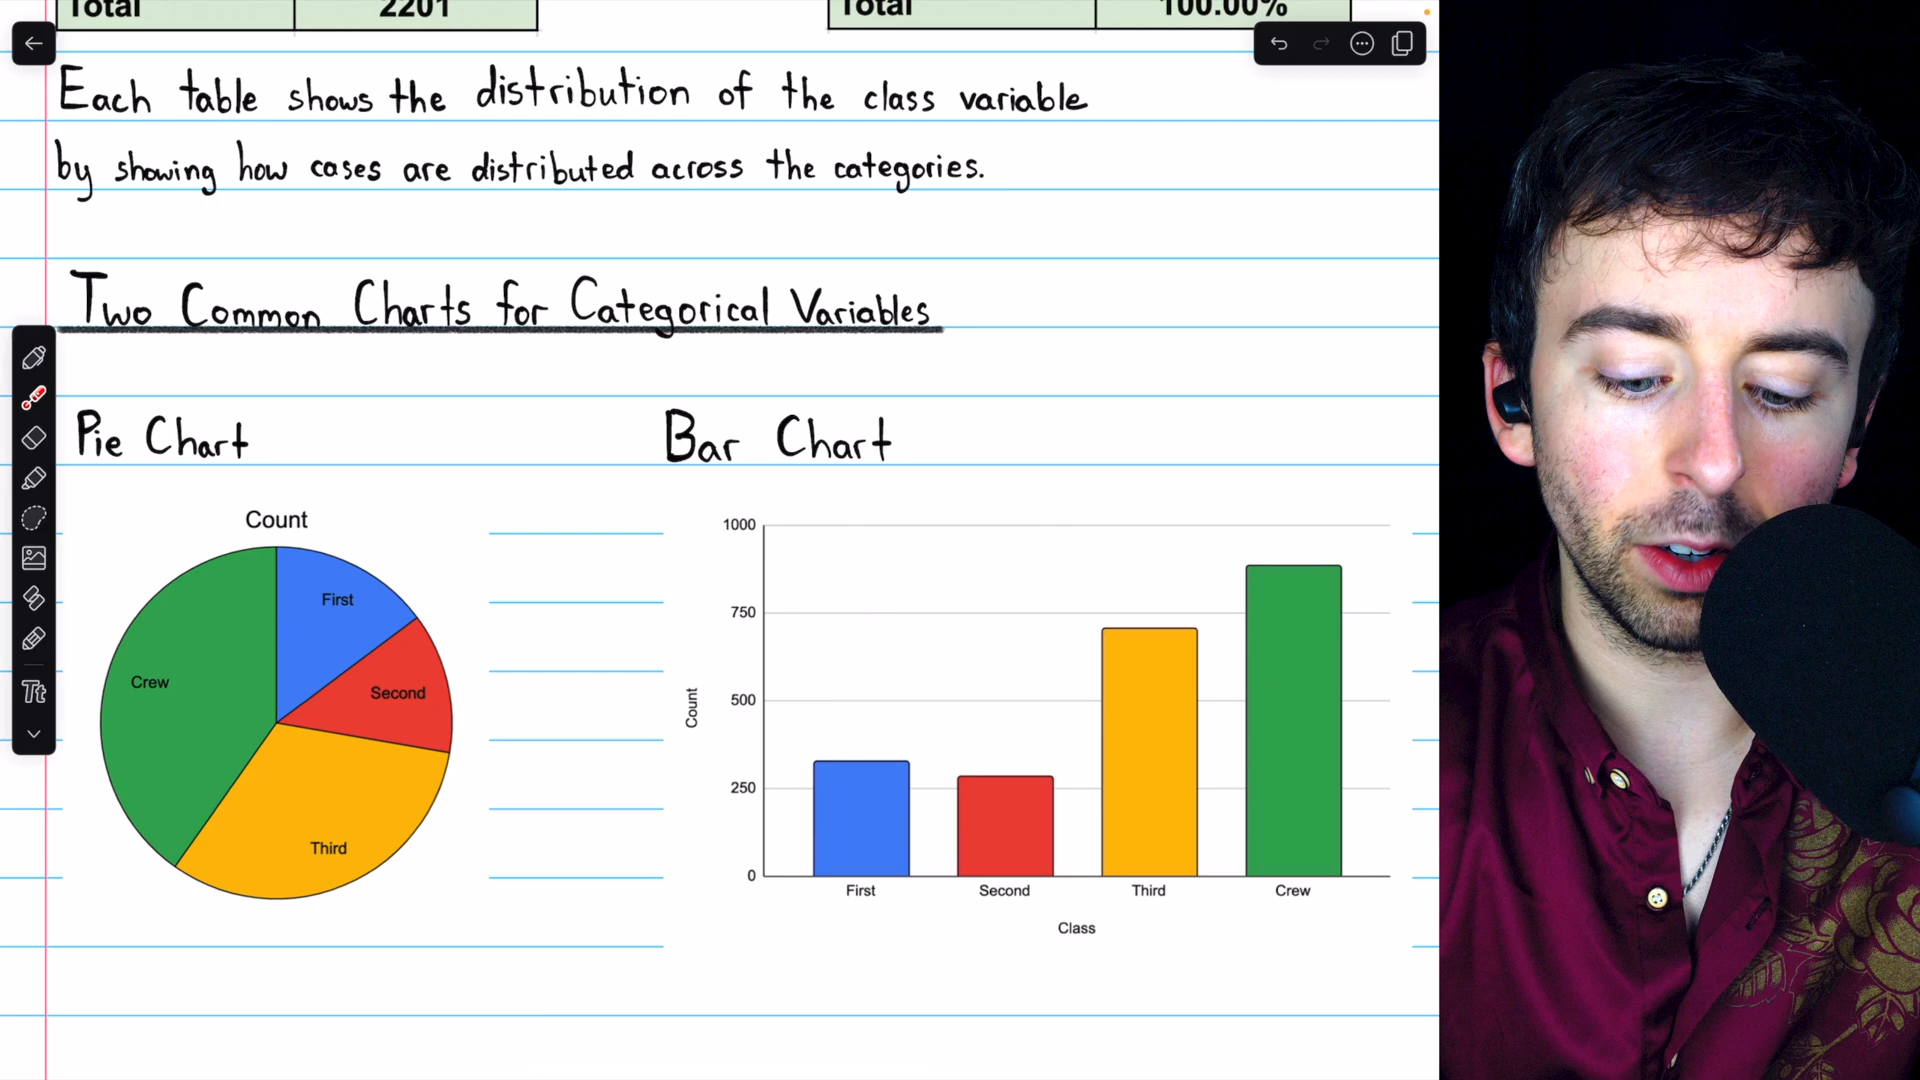 Total 2201
Total 100.00%
Each table shows the distribution of the class variable
by showing how cases are distributed across the categories.
Two Common Charts for Categorical Variables
Pie Chart
Bar Chart
Count
First
Second
Third
Crew
1000
750
500
250
0
Count
First
Second
Third
Crew
Class
Tt